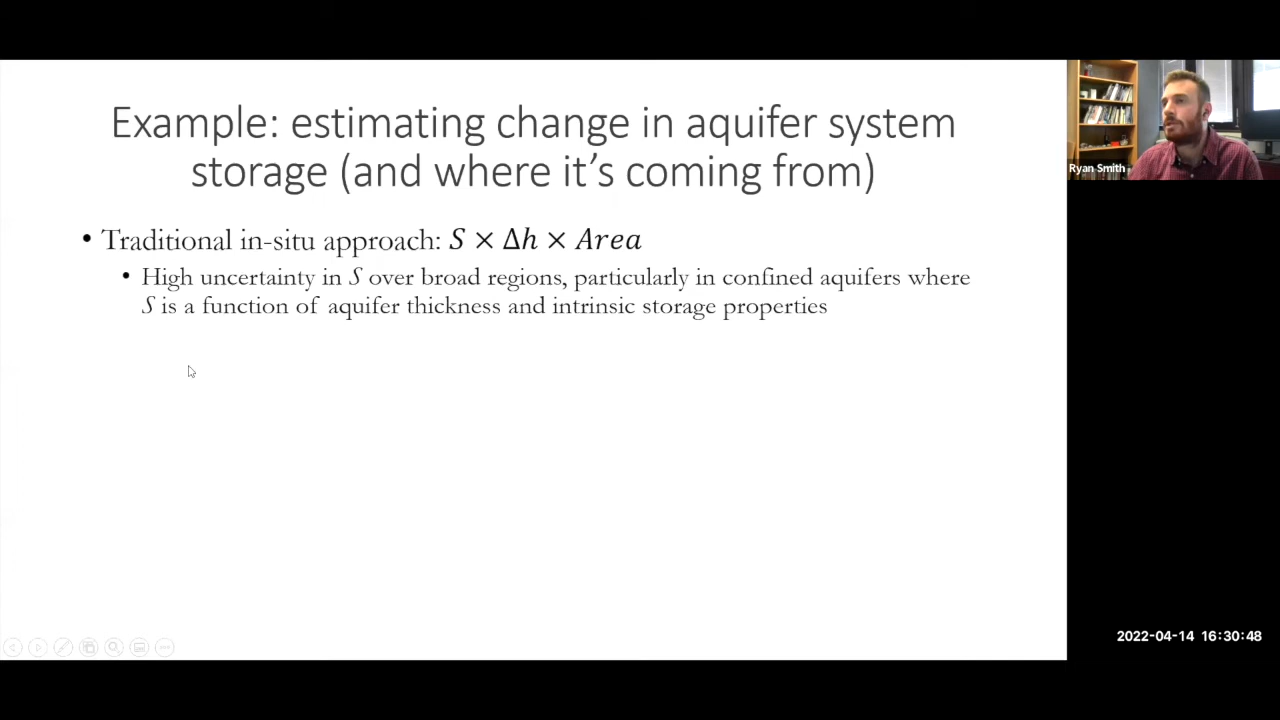 Example: estimating change in aquifer system
storage (and where it's coming from)
• Traditional in-situ approach: S × Δh × Area
• High uncertainty in S over broad regions, particularly in confined aquifers where
S is a function of aquifer thickness and intrinsic storage properties
Ryan Smith
2022-04-14 16:30:48